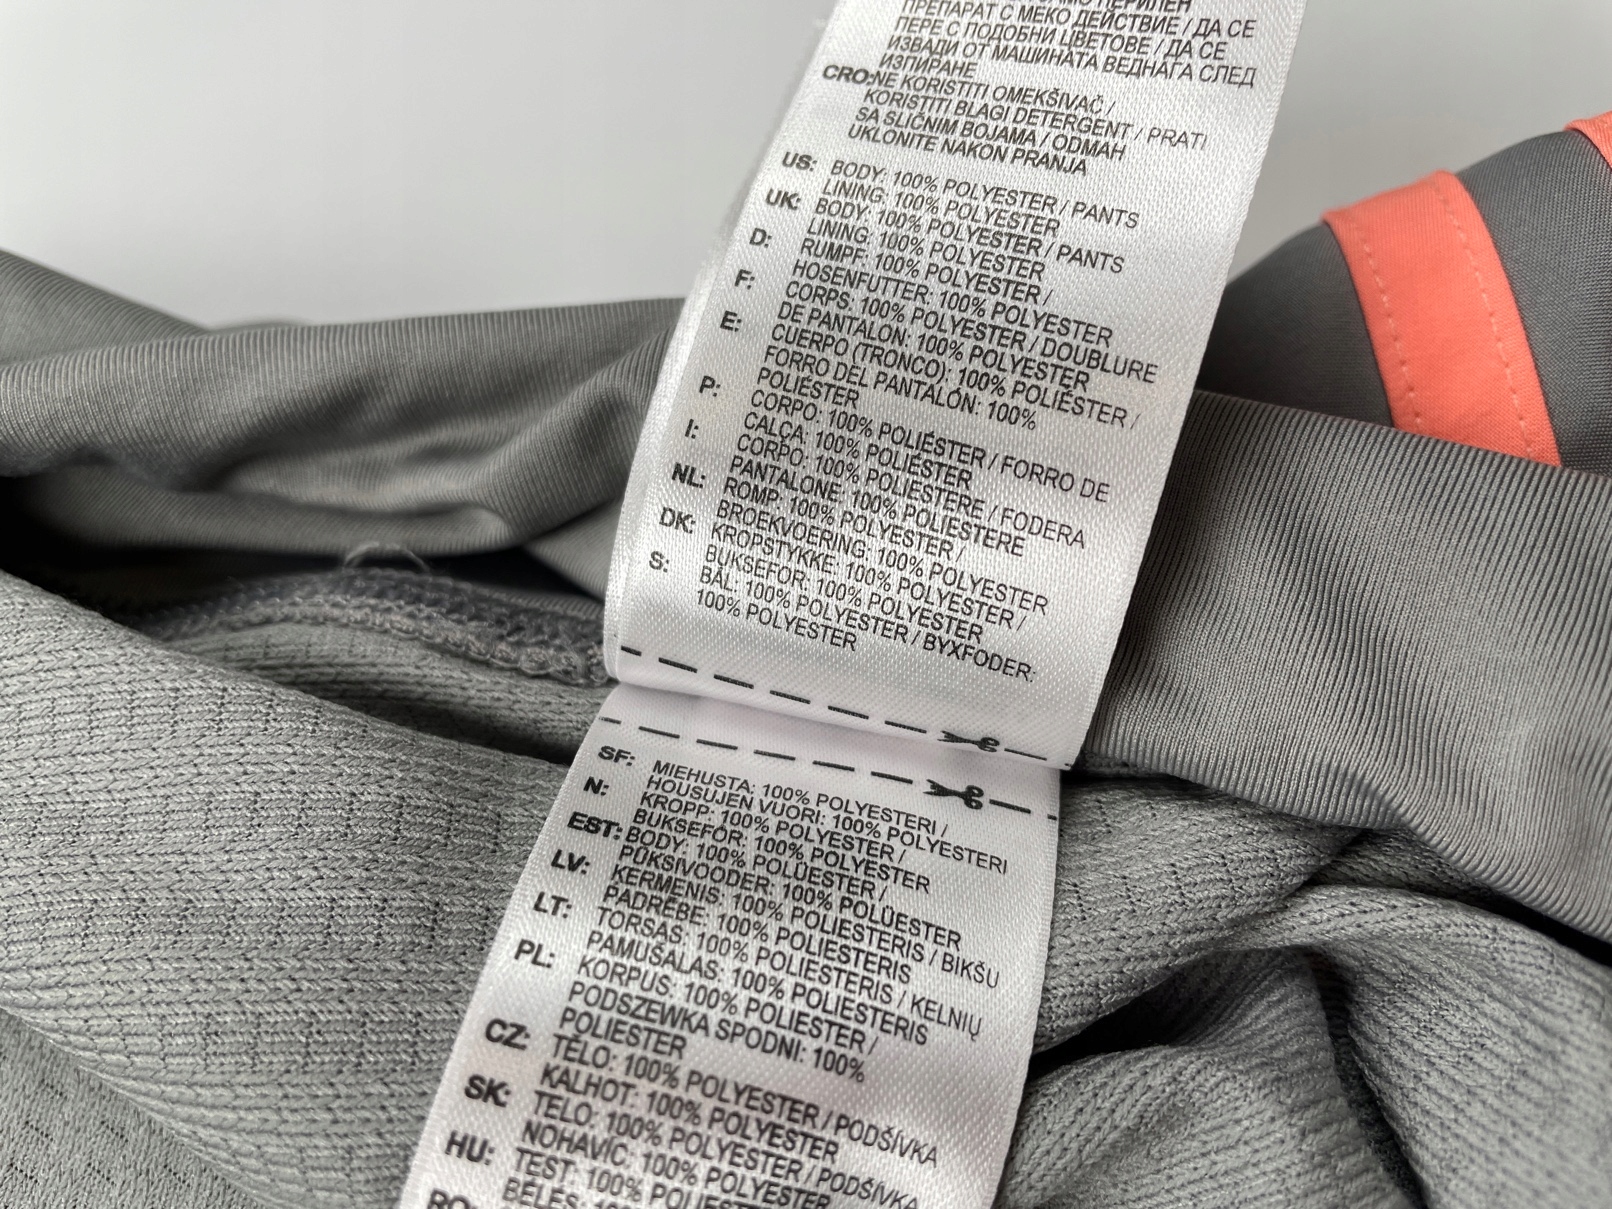 ПРЕПАРАТ С МЕКО ДЕЙСТВИЕ / ДА СЕ
ПЕРЕ С ПОДОБНИ ЦВЕТОВЕ / ДА СЕ
ИЗВАДИ ОТ МАШИНАТА ВЕДНАГА СЛЕД
ИЗПИРАНЕ
CRO: NE KORISTITI OMEKŠIVAČ /
KORISTITI BLAGI DETERGENT / PRATI
SA SLIČNIM BOJAMA / ODMAH
UKLONITE NAKON PRANJA
US: BODY: 100% POLYESTER / PANTS
LINING: 100% POLYESTER
UK: BODY: 100% POLYESTER / PANTS
LINING: 100% POLYESTER
D: RUMPF: 100% POLYESTER /
HOSENFUTTER: 100% POLYESTER
F: CORPS: 100% POLYESTER / DOUBLURE
DE PANTALON: 100% POLYESTER
E: CUERPO (TRONCO): 100% POLIÉSTER /
FORRO DEL PANTALÓN: 100%
POLIÉSTER
P: CORPO: 100% POLIÉSTER / FORRO DE
CALÇA: 100% POLIÉSTER
I: CORPO: 100% POLIESTERE / FODERA
PANTALONE: 100% POLIESTERE
NL: ROMP: 100% POLYESTER /
BROEKVOERING: 100% POLYESTER
DK: KROPSTYKKE: 100% POLYESTER /
BUKSEFOR: 100% POLYESTER
S: BÅL: 100% POLYESTER / BYXFODER:
100% POLYESTER
SF: MIEHUSTA: 100% POLYESTERI /
HOUSUJEN VUORI: 100% POLYESTERI
N: KROPP: 100% POLYESTER /
BUKSEFÔR: 100% POLYESTER
EST: BODY: 100% POLÜESTER /
PÜKSIVOODER: 100% POLÜESTER
LV: KERMENIS: 100% POLIESTERIS / BIKŠU
PADRĒBE: 100% POLIESTERIS
LT: TORSAS: 100% POLIESTERIS / KELNIŲ
PAMUŠALAS: 100% POLIESTERIS
PL: KORPUS: 100% POLIESTER /
PODSZEWKA SPODNI: 100%
POLIESTER
CZ: TĚLO: 100% POLYESTER / PODŠÍVKA
KALHOT: 100% POLYESTER
SK: TELO: 100% POLYESTER / PODŠÍVKA
NOHAVÍC: 100% POLYESTER
HU: TEST: 100% POLYESTER
BÉLÉS: 100%
RO: